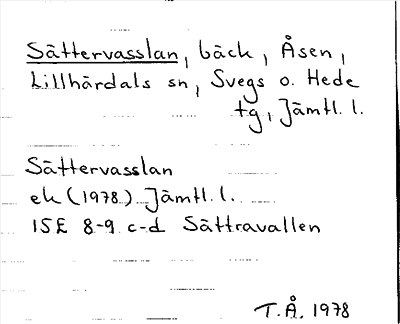 Sättervasslan, bäck, Åsen,
Lillhärdals sn, Svegs o. Hede
tg, Jämtl. l.
Sättervasslan
ek (1978) Jämtl. l.
15E 8-9 c-d Sättravallen
T.Å. 1978